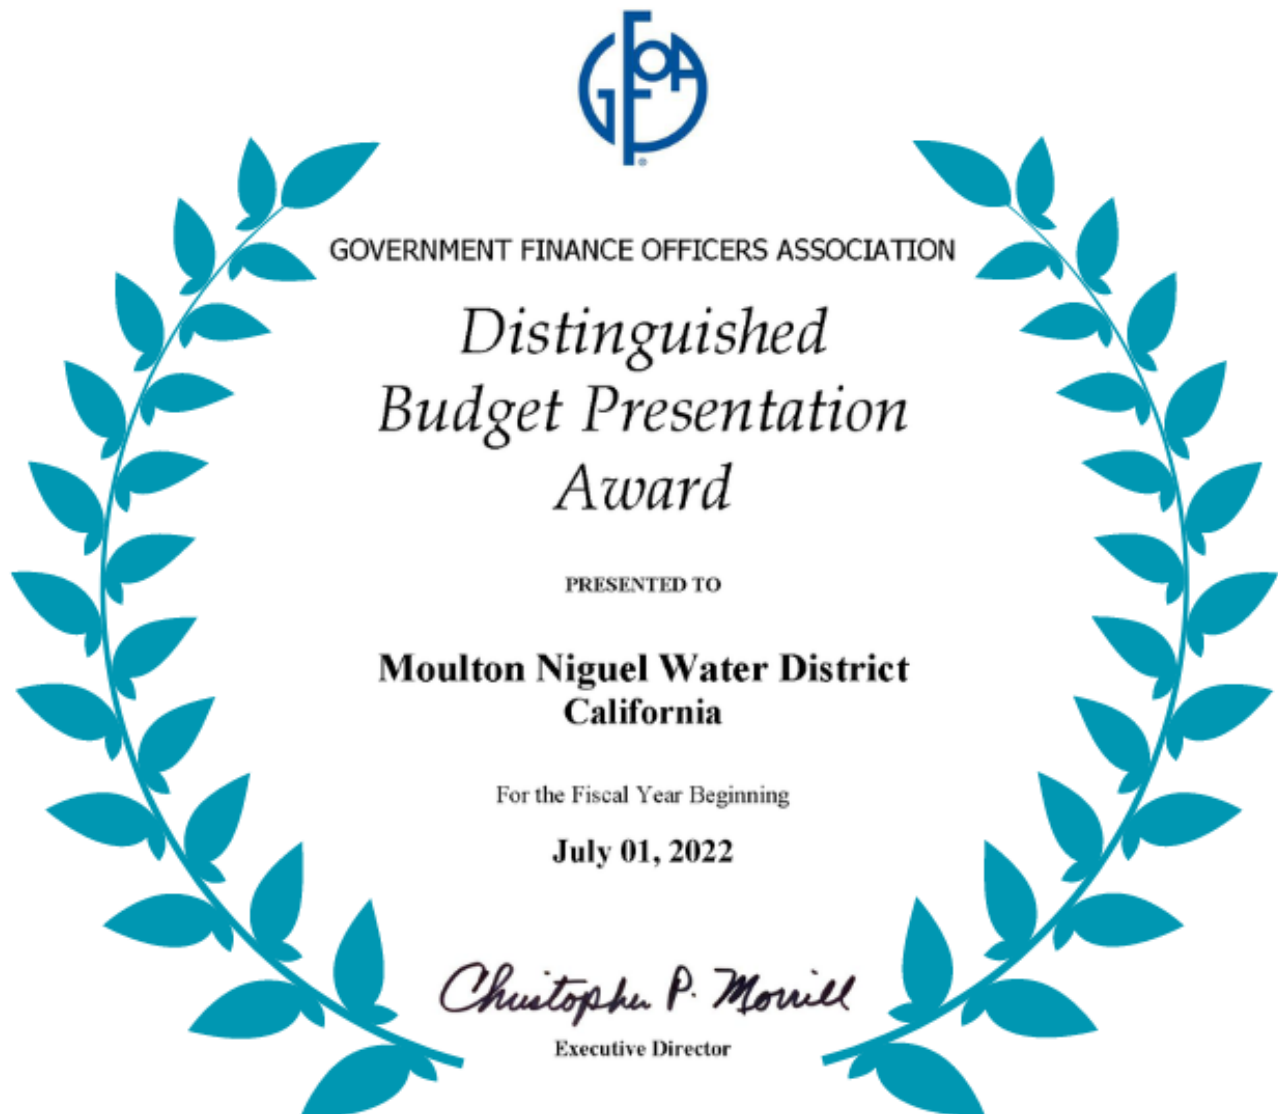 GFOA
GOVERNMENT FINANCE OFFICERS ASSOCIATION
Distinguished
Budget Presentation
Award
PRESENTED TO
Moulton Niguel Water District
California
For the Fiscal Year Beginning
July 01, 2022
Christopher P. Morrill
Executive Director